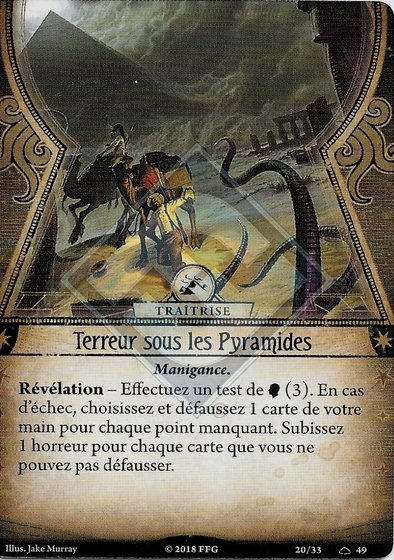 TRAÎTRISE
Terreur sous les Pyramides
Manigance.
Révélation – Effectuez un test de (3). En cas
d'échec, choisissez et défaussez 1 carte de votre
main pour chaque point manquant. Subissez
1 horreur pour chaque carte que vous ne
pouvez pas défausser.
Illus. Jake Murray
© 2018 FFG
20/33
49